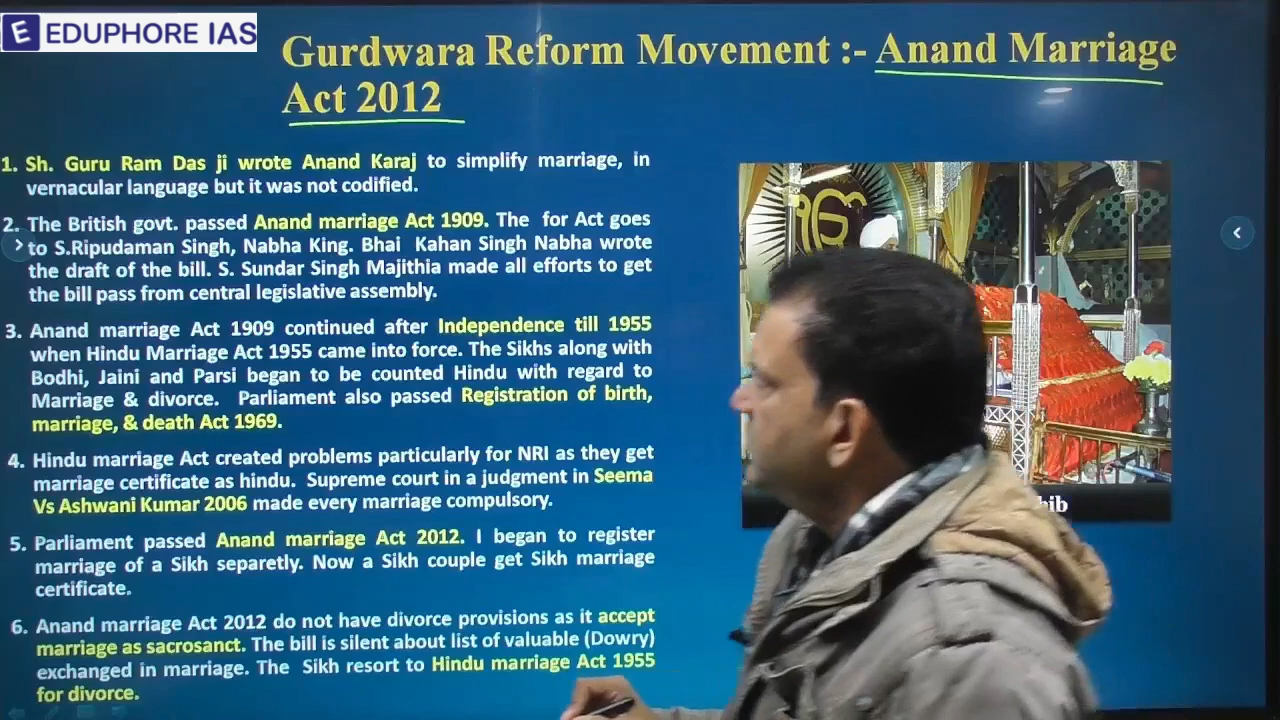 EDUPHORE IAS
Gurdwara Reform Movement :- Anand Marriage
Act 2012
1. Sh. Guru Ram Das ji wrote Anand Karaj to simplify marriage, in
vernacular language but it was not codified.
2. The British govt. passed Anand marriage Act 1909. The for Act goes
to S.Ripudaman Singh, Nabha King. Bhai Kahan Singh Nabha wrote
the draft of the bill. S. Sundar Singh Majithia made all efforts to get
the bill pass from central legislative assembly.
3. Anand marriage Act 1909 continued after Independence till 1955
when Hindu Marriage Act 1955 came into force. The Sikhs along with
Bodhi, Jaini and Parsi began to be counted Hindu with regard to
Marriage & divorce. Parliament also passed Registration of birth,
marriage, & death Act 1969.
4. Hindu marriage Act created problems particularly for NRI as they get
marriage certificate as hindu. Supreme court in a judgment in Seema
Vs Ashwani Kumar 2006 made every marriage compulsory.
5. Parliament passed Anand marriage Act 2012. I began to register
marriage of a Sikh separetly. Now a Sikh couple get Sikh marriage
certificate.
6. Anand marriage Act 2012 do not have divorce provisions as it accept
marriage as sacrosanct. The bill is silent about list of valuable (Dowry)
exchanged in marriage. The Sikh resort to Hindu marriage Act 1955
for divorce.
ੴ